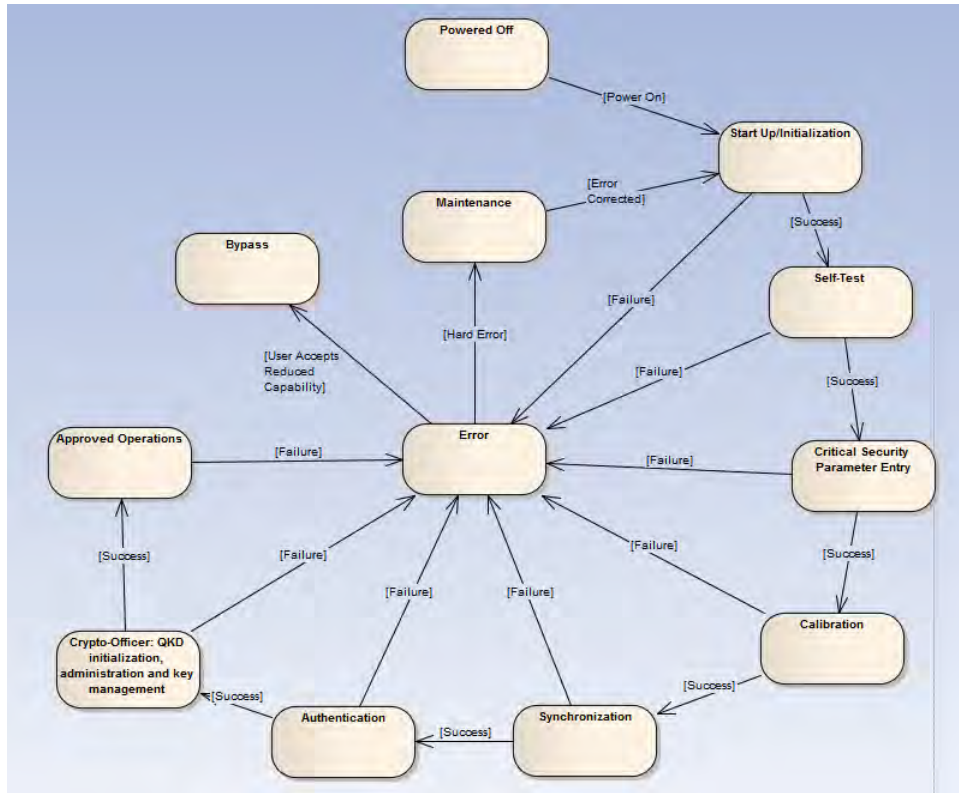 Powered Off
[Power On]
Start Up/Initialization
[Error
Corrected]
Maintenance
[Success]
Bypass
Self-Test
[Failure]
[Hard Error]
[User Accepts
Reduced
Capability]
[Failure]
[Success]
Error
Approved Operations
[Failure]
[Failure]
Critical Security
Parameter Entry
[Success]
[Failure]
[Failure]
[Success]
[Failure]
[Failure]
Calibration
Crypto-Officer: QKD
initialization,
administration and key
management
[Success]
[Success]
Authentication
[Success]
Synchronization